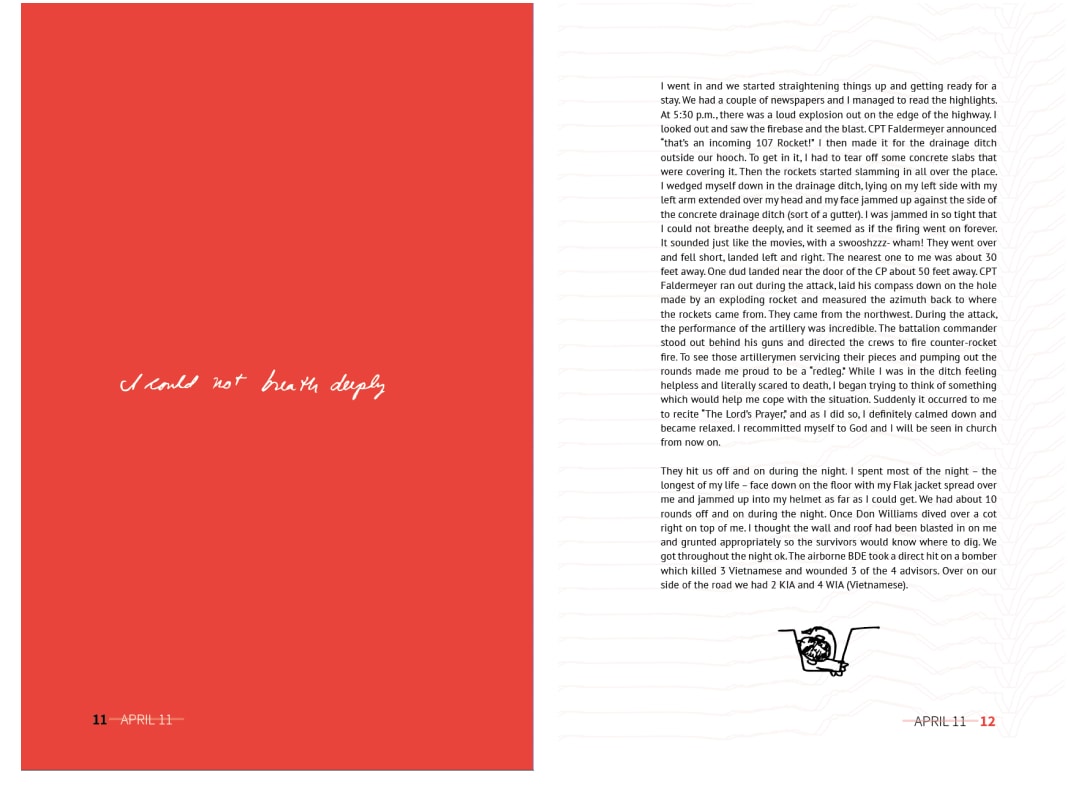 I could not breath deeply
11 APRIL 11
I went in and we started straightening things up and getting ready for a
stay. We had a couple of newspapers and I managed to read the highlights.
At 5:30 p.m., there was a loud explosion out on the edge of the highway. I
looked out and saw the firebase and the blast. CPT Faldermeyer announced
"that's an incoming 107 Rocket!" I then made it for the drainage ditch
outside our hooch. To get in it, I had to tear off some concrete slabs that
were covering it. Then the rockets started slamming in all over the place.
I wedged myself down in the drainage ditch, lying on my left side with my
left arm extended over my head and my face jammed up against the side of
the concrete drainage ditch (sort of a gutter). I was jammed in so tight that
I could not breathe deeply, and it seemed as if the firing went on forever.
It sounded just like the movies, with a swooshzzz- wham! They went over
and fell short, landed left and right. The nearest one to me was about 30
feet away. One dud landed near the door of the CP about 50 feet away. CPT
Faldermeyer ran out during the attack, laid his compass down on the hole
made by an exploding rocket and measured the azimuth back to where
the rockets came from. They came from the northwest. During the attack,
the performance of the artillery was incredible. The battalion commander
stood out behind his guns and directed the crews to fire counter-rocket
fire. To see those artillerymen servicing their pieces and pumping out the
rounds made me proud to be a "redleg." While I was in the ditch feeling
helpless and literally scared to death, I began trying to think of something
which would help me cope with the situation. Suddenly it occurred to me
to recite "The Lord's Prayer," and as I did so, I definitely calmed down and
became relaxed. I recommitted myself to God and I will be seen in church
from now on.
They hit us off and on during the night. I spent most of the night – the
longest of my life – face down on the floor with my Flak jacket spread over
me and jammed up into my helmet as far as I could get. We had about 10
rounds off and on during the night. Once Don Williams dived over a cot
right on top of me. I thought the wall and roof had been blasted in on me
and grunted appropriately so the survivors would know where to dig. We
got throughout the night ok. The airborne BDE took a direct hit on a bomber
which killed 3 Vietnamese and wounded 3 of the 4 advisors. Over on our
side of the road we had 2 KIA and 4 WIA (Vietnamese).
APRIL 11 12